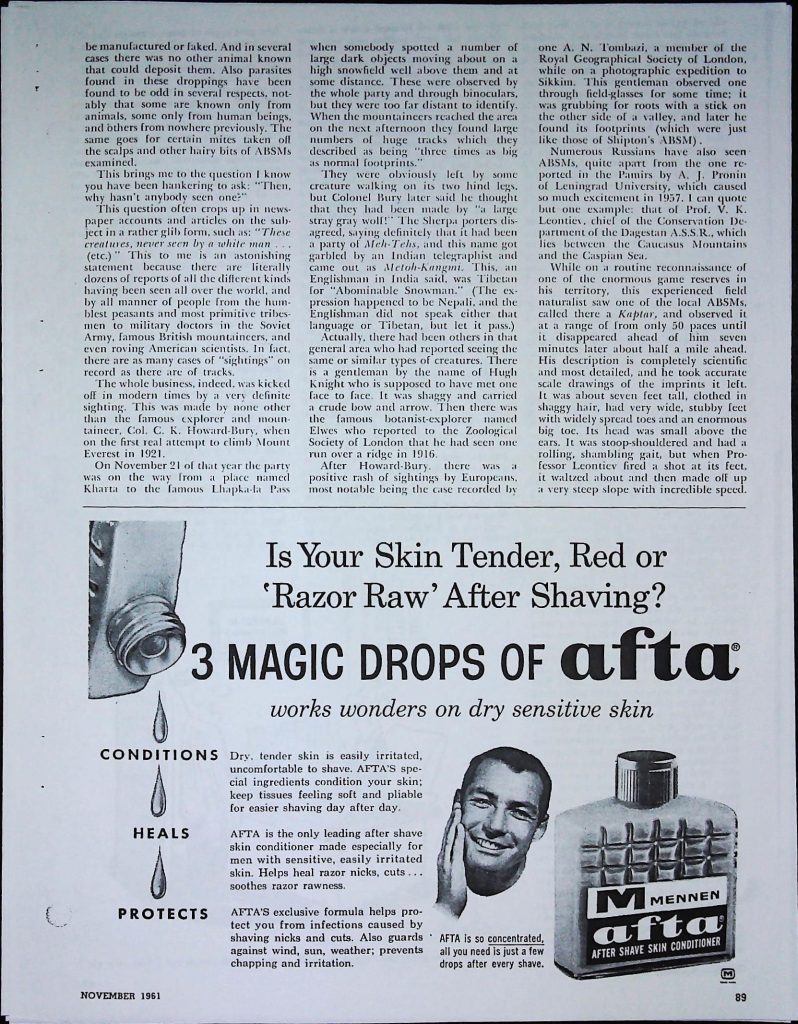 be manufactured or faked. And in several
cases there was no other animal known
that could deposit them. Also parasites
found in these droppings have been
found to be odd in several respects, not-
ably that some are known only from
animals, some only from human beings,
and others from nowhere previously. The
same goes for certain mites taken off
the scalps and other hairy bits of ABSMs
examined.
This brings me to the question I know
you have been hankering to ask: "Then,
why hasn't anybody seen one?"
This question often crops up in news-
paper accounts and articles on the sub-
ject in a rather glib form, such as: "These
creatures, never seen by a white man . . .
(etc.)" This to me is an astonishing
statement because there are literally
dozens of reports of all the different kinds
having been seen all over the world, and
by all manner of people from the hum-
blest peasants and most primitive tribes-
men to military doctors in the Soviet
Army, famous British mountaineers, and
even roving American scientists. In fact,
there are as many cases of "sightings" on
record as there are of tracks.
The whole business, indeed, was kicked
off in modern times by a very definite
sighting. This was made by none other
than the famous explorer and moun-
taineer, Col. C. K. Howard-Bury, when
on the first real attempt to climb Mount
Everest in 1921.
On November 21 of that year the party
was on the way from a place named
Kharta to the famous Lhapka-la Pass
when somebody spotted a number of
large dark objects moving about on a
high snowfield well above them and at
some distance. These were observed by
the whole party and through binoculars,
but they were too far distant to identify.
When the mountaineers reached the area
on the next afternoon they found large
numbers of huge tracks which they
described as being "three times as big
as normal footprints."
They were obviously left by some
creature walking on its two hind legs,
but Colonel Bury later said he thought
that they had been made by "a large
stray gray wolf!" The Sherpa porters dis-
agreed, saying definitely that it had been
a party of Meh-Tehs, and this name got
garbled by an Indian telegraphist and
came out as Metoh-Kangmi. This, an
Englishman in India said, was Tibetan
for "Abominable Snowman." (The ex-
pression happened to be Nepali, and the
Englishman did not speak either that
language or Tibetan, but let it pass.)
Actually, there had been others in that
general area who had reported seeing the
same or similar types of creatures. There
is a gentleman by the name of Hugh
Knight who is supposed to have met one
face to face. It was shaggy and carried
a crude bow and arrow. Then there was
the famous botanist-explorer named
Elwes who reported to the Zoological
Society of London that he had seen one
run over a ridge in 1916.
After Howard-Bury, there was a
positive rash of sightings by Europeans,
most notable being the case recorded by
one A. N. Tombazi, a member of the
Royal Geographical Society of London,
while on a photographic expedition to
Sikkim. This gentleman observed one
through field-glasses for some time; it
was grubbing for roots with a stick on
the other side of a valley, and later he
found its footprints (which were just
like those of Shipton's ABSM).
Numerous Russians have also seen
ABSMs, quite apart from the one re-
ported in the Pamirs by A. J. Pronin
of Leningrad University, which caused
so much excitement in 1957. I can quote
but one example: that of Prof. V. K.
Leontiev, chief of the Conservation De-
partment of the Dagestan A.S.S.R., which
lies between the Caucasus Mountains
and the Caspian Sea.
While on a routine reconnaissance of
one of the enormous game reserves in
his territory, this experienced field
naturalist saw one of the local ABSMs,
called there a Kaptar, and observed it
at a range of from only 50 paces until
it disappeared ahead of him seven
minutes later about half a mile ahead.
His description is completely scientific
and most detailed, and he took accurate
scale drawings of the imprints it left.
It was about seven feet tall, clothed in
shaggy hair, had very wide, stubby feet
with widely spread toes and an enormous
big toe. Its head was small above the
ears. It was stoop-shouldered and had a
rolling, shambling gait, but when Pro-
fessor Leontiev fired a shot at its feet,
it waltzed about and then made off up
a very steep slope with incredible speed.
Is Your Skin Tender, Red or
'Razor Raw' After Shaving?
3 MAGIC DROPS OF afta®
works wonders on dry sensitive skin
CONDITIONS
Dry, tender skin is easily irritated,
uncomfortable to shave. AFTA'S spe-
cial ingredients condition your skin;
keep tissues feeling soft and pliable
for easier shaving day after day.
HEALS
AFTA is the only leading after shave
skin conditioner made especially for
men with sensitive, easily irritated
skin. Helps heal razor nicks, cuts . . .
soothes razor rawness.
PROTECTS
AFTA'S exclusive formula helps pro-
tect you from infections caused by
shaving nicks and cuts. Also guards
against wind, sun, weather; prevents
chapping and irritation.
AFTA is so concentrated,
all you need is just a few
drops after every shave.
M MENNEN
afta®
AFTER SHAVE SKIN CONDITIONER
M
NOVEMBER 1961
89